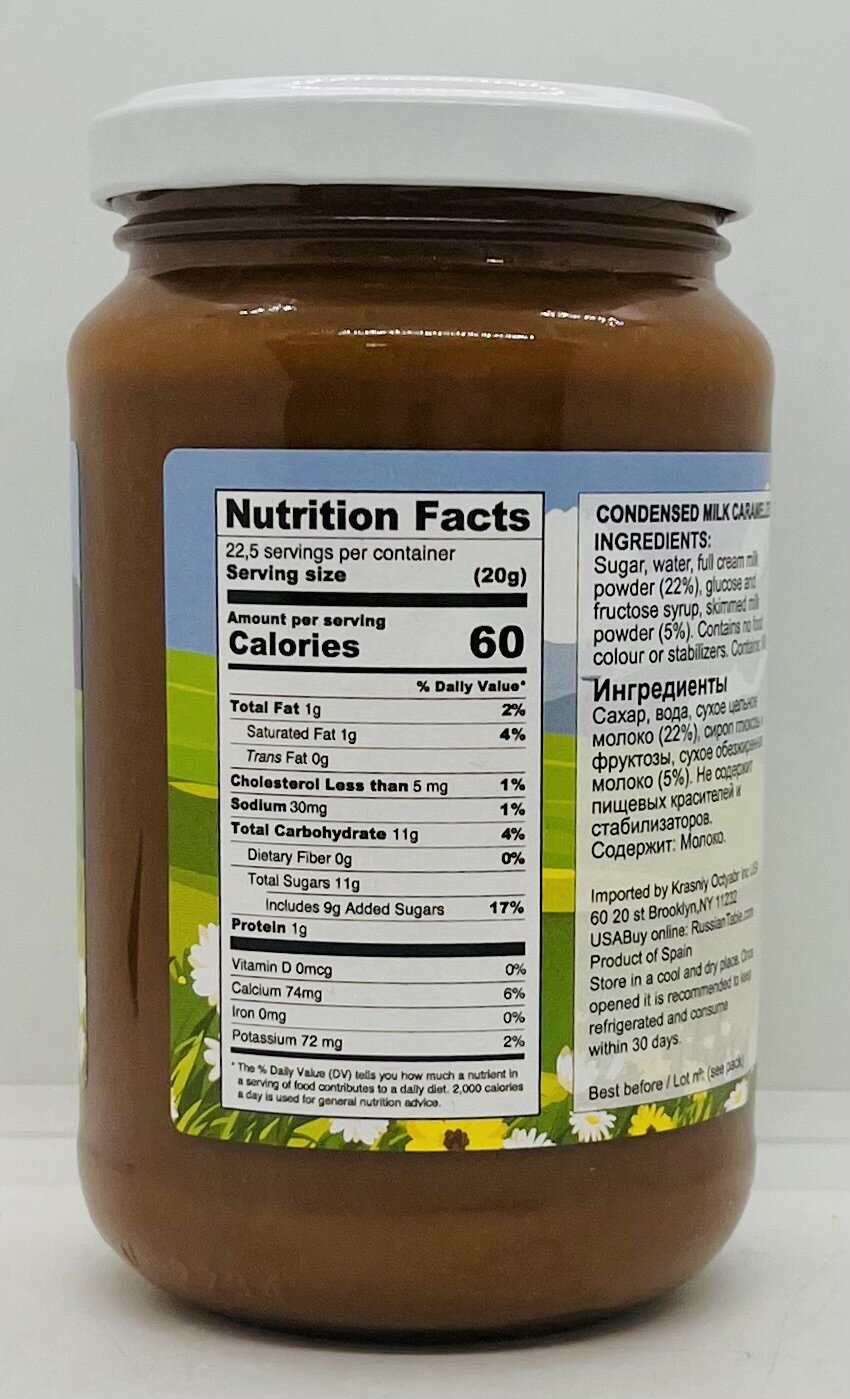 Nutrition Facts
22,5 servings per container
Serving size (20g)
Amount per serving
Calories 60
% Daily Value*
Total Fat 1g 2%
Saturated Fat 1g 4%
Trans Fat 0g
Cholesterol Less than 5 mg 1%
Sodium 30mg 1%
Total Carbohydrate 11g 4%
Dietary Fiber 0g 0%
Total Sugars 11g
Includes 9g Added Sugars 17%
Protein 1g
Vitamin D 0mcg 0%
Calcium 74mg 6%
Iron 0mg 0%
Potassium 72 mg 2%
* The % Daily Value (DV) tells you how much a nutrient in
a serving of food contributes to a daily diet. 2,000 calories
a day is used for general nutrition advice.
CONDENSED MILK
INGREDIENTS:
Sugar, water, full cream milk
powder (22%), glucose and
fructose syrup, skimmed
powder (5%). Contains no food
colour or stabilizers. Contains
Ингредиенты
Сахар, вода, сухое цельное
молоко (22%), сироп глюкозы
фруктозы, сухое
молоко (5%). Не содержит
пищевых красителей и
стабилизаторов.
Содержит: Молоко.
Imported by Krasniy Octyabr Inc USA
60 20 st Brooklyn,NY 11232
USABuy online: RussianTable.com
Product of Spain
Store in a cool and dry place. Once
opened it is recommended to keep
refrigerated and consume
within 30 days.
Best before / Lot nº: (see pack)